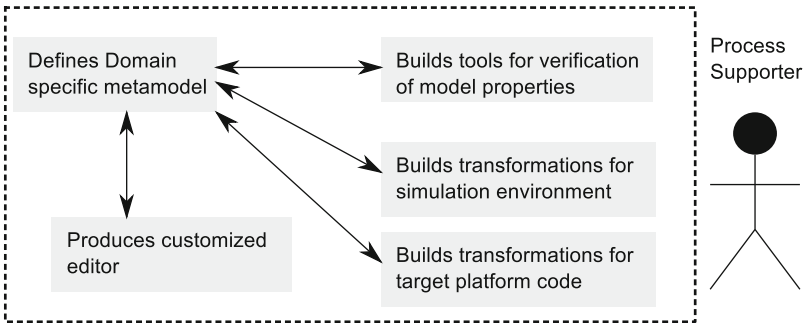 Defines Domain
specific metamodel
Builds tools for verification
of model properties
Process
Supporter
Builds transformations for
simulation environment
Produces customized
editor
Builds transformations for
target platform code